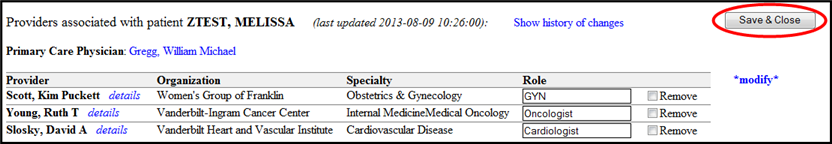 Providers associated with patient ZTEST, MELISSA (last updated 2013-08-09 10:26:00): Show history of changes Save & Close
Primary Care Physician: Gregg, William Michael
Provider Organization Specialty Role *modify*
Scott, Kim Puckett details Women's Group of Franklin Obstetrics & Gynecology GYN Remove
Young, Ruth T details Vanderbilt-Ingram Cancer Center Internal MedicineMedical Oncology Oncologist Remove
Slosky, David A details Vanderbilt Heart and Vascular Institute Cardiovascular Disease Cardiologist Remove